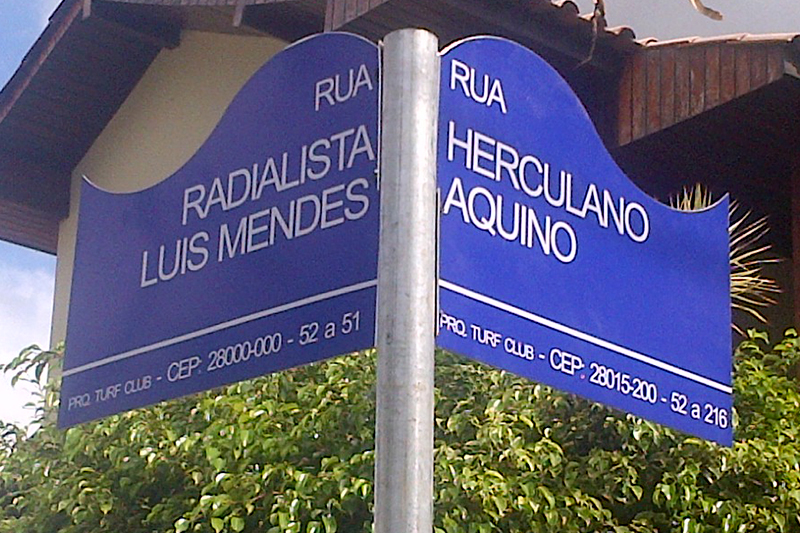 RUA
RADIALISTA
LUIS MENDES
PRQ. TURF CLUB - CEP: 28000-000 - 52 a 51
RUA
HERCULANO
AQUINO
PRQ. TURF CLUB - CEP: 28015-200 - 52 a 216